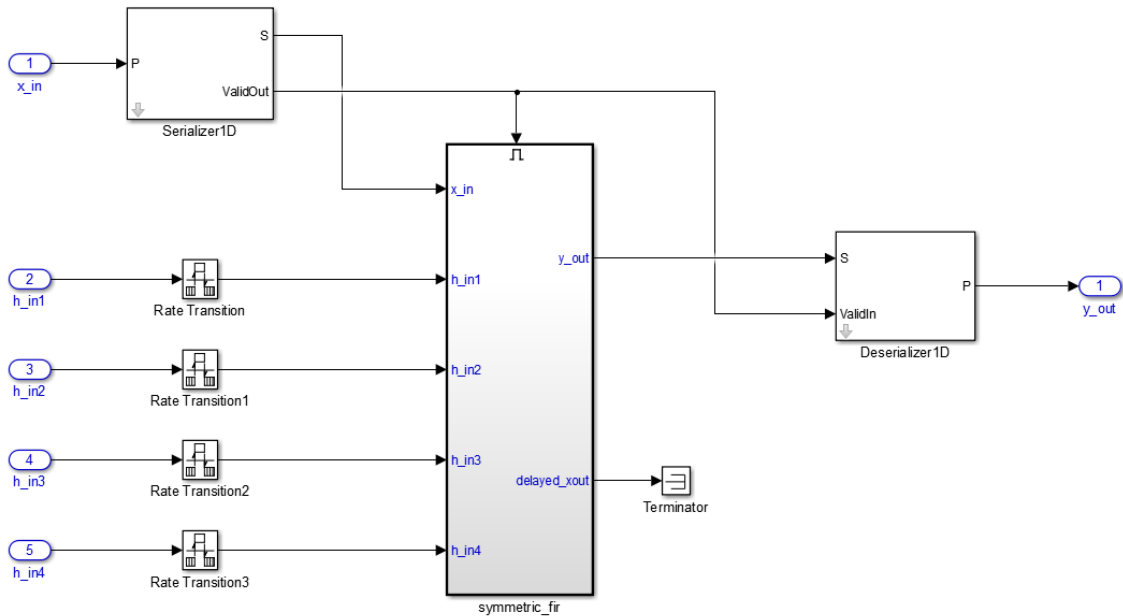 1
x_in
P
S
ValidOut
Serializer1D
x_in
h_in1
h_in2
h_in3
h_in4
y_out
delayed_xout
symmetric_fir
2
h_in1
Rate Transition
3
h_in2
Rate Transition1
4
h_in3
Rate Transition2
5
h_in4
Rate Transition3
Terminator
S
ValidIn
P
Deserializer1D
1
y_out